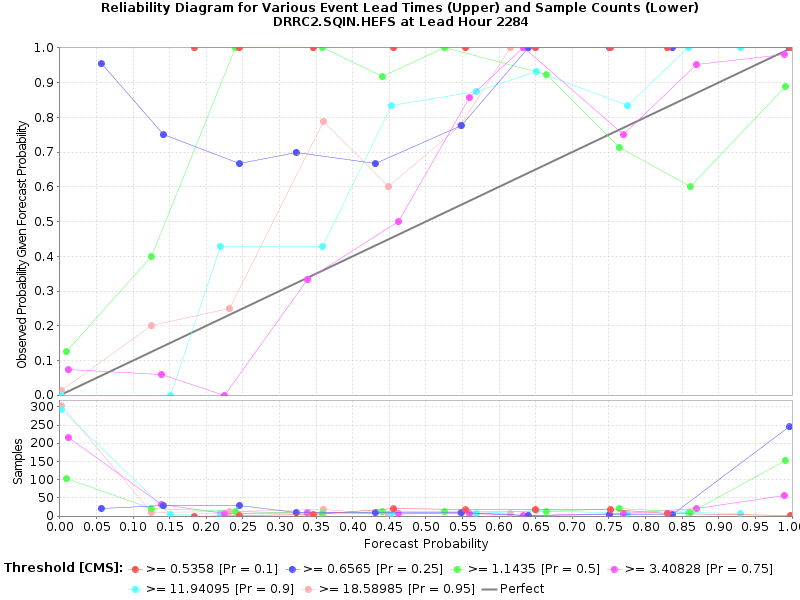 Reliability Diagram for Various Event Lead Times (Upper) and Sample Counts (Lower)
DRRC2.SQIN.HEFS at Lead Hour 2284
Observed Probability Given Forecast Probability
1.0
0.9
0.8
0.7
0.6
0.5
0.4
0.3
0.2
0.1
0.0
Samples
300
250
200
150
100
50
0
0.00 0.05 0.10 0.15 0.20 0.25 0.30 0.35 0.40 0.45 0.50 0.55 0.60 0.65 0.70 0.75 0.80 0.85 0.90 0.95 1.0
Forecast Probability
Threshold [CMS]: >= 0.5358 [Pr = 0.1] >= 0.6565 [Pr = 0.25] >= 1.1435 [Pr = 0.5] >= 3.40828 [Pr = 0.75]
>= 11.94095 [Pr = 0.9] >= 18.58985 [Pr = 0.95] Perfect